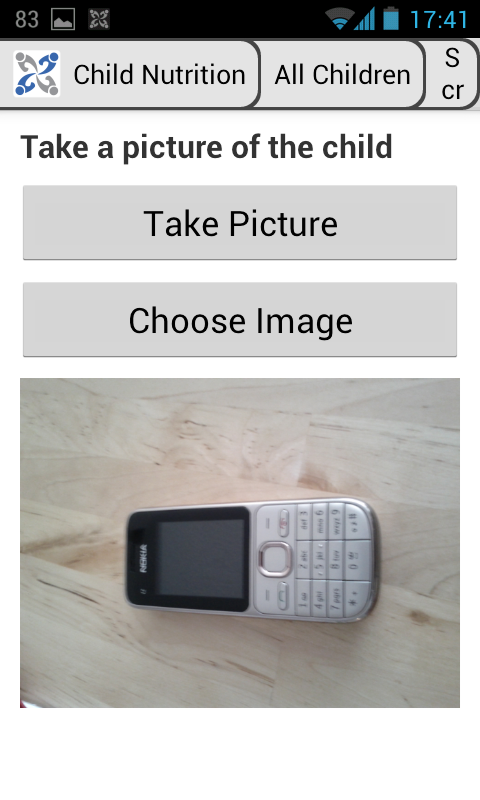 83 17:41
Child Nutrition All Children S
cr
Take a picture of the child
Take Picture
Choose Image
NOKIA